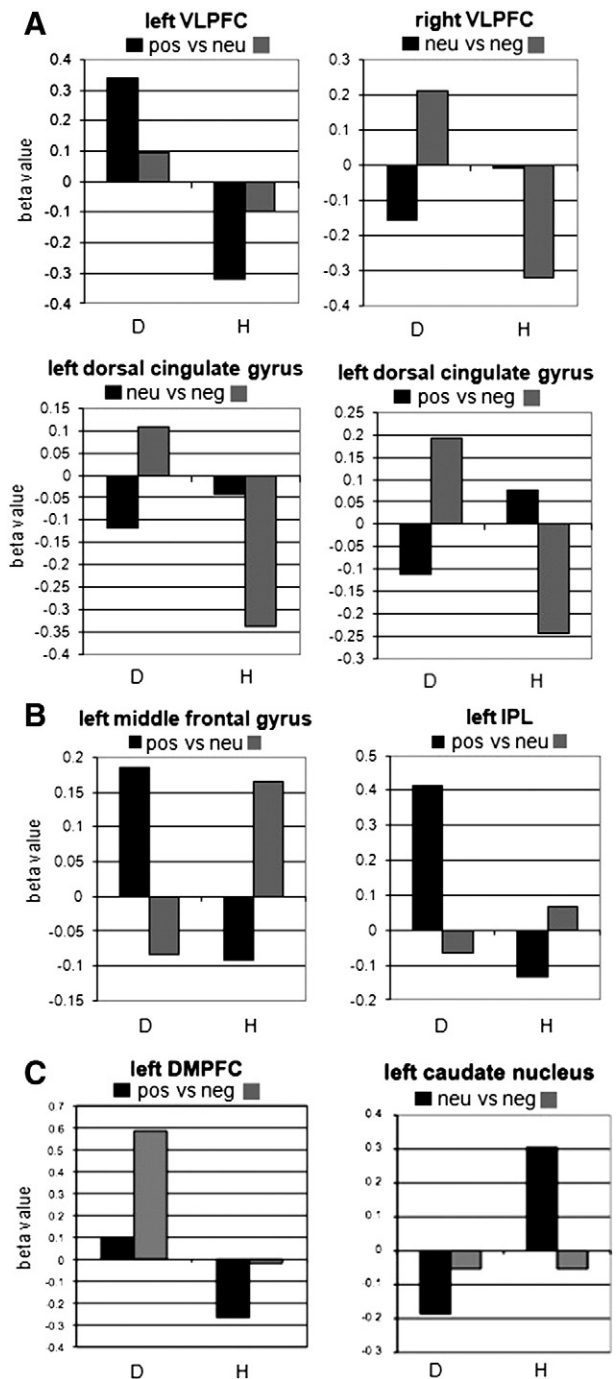 A
left VLPFC
pos vs neu
0.4
0.3
0.2
0.1
0
-0.1
-0.2
-0.3
-0.4
beta value
D H
right VLPFC
neu vs neg
0.3
0.2
0.1
0
-0.1
-0.2
-0.3
-0.4
D H
left dorsal cingulate gyrus
neu vs neg
0.15
0.1
0.05
0
-0.05
-0.1
-0.15
-0.2
-0.25
-0.3
-0.35
-0.4
beta value
D H
left dorsal cingulate gyrus
pos vs neg
0.25
0.2
0.15
0.1
0.05
0
-0.05
-0.1
-0.15
-0.2
-0.25
-0.3
D H
B
left middle frontal gyrus
pos vs neu
0.2
0.15
0.1
0.05
0
-0.05
-0.1
-0.15
beta value
D H
left IPL
pos vs neu
0.5
0.4
0.3
0.2
0.1
0
-0.1
-0.2
D H
C
left DMPFC
pos vs neg
0.7
0.6
0.5
0.4
0.3
0.2
0.1
0
-0.1
-0.2
-0.3
-0.4
beta value
D H
left caudate nucleus
neu vs neg
0.4
0.3
0.2
0.1
0
-0.1
-0.2
-0.3
D H